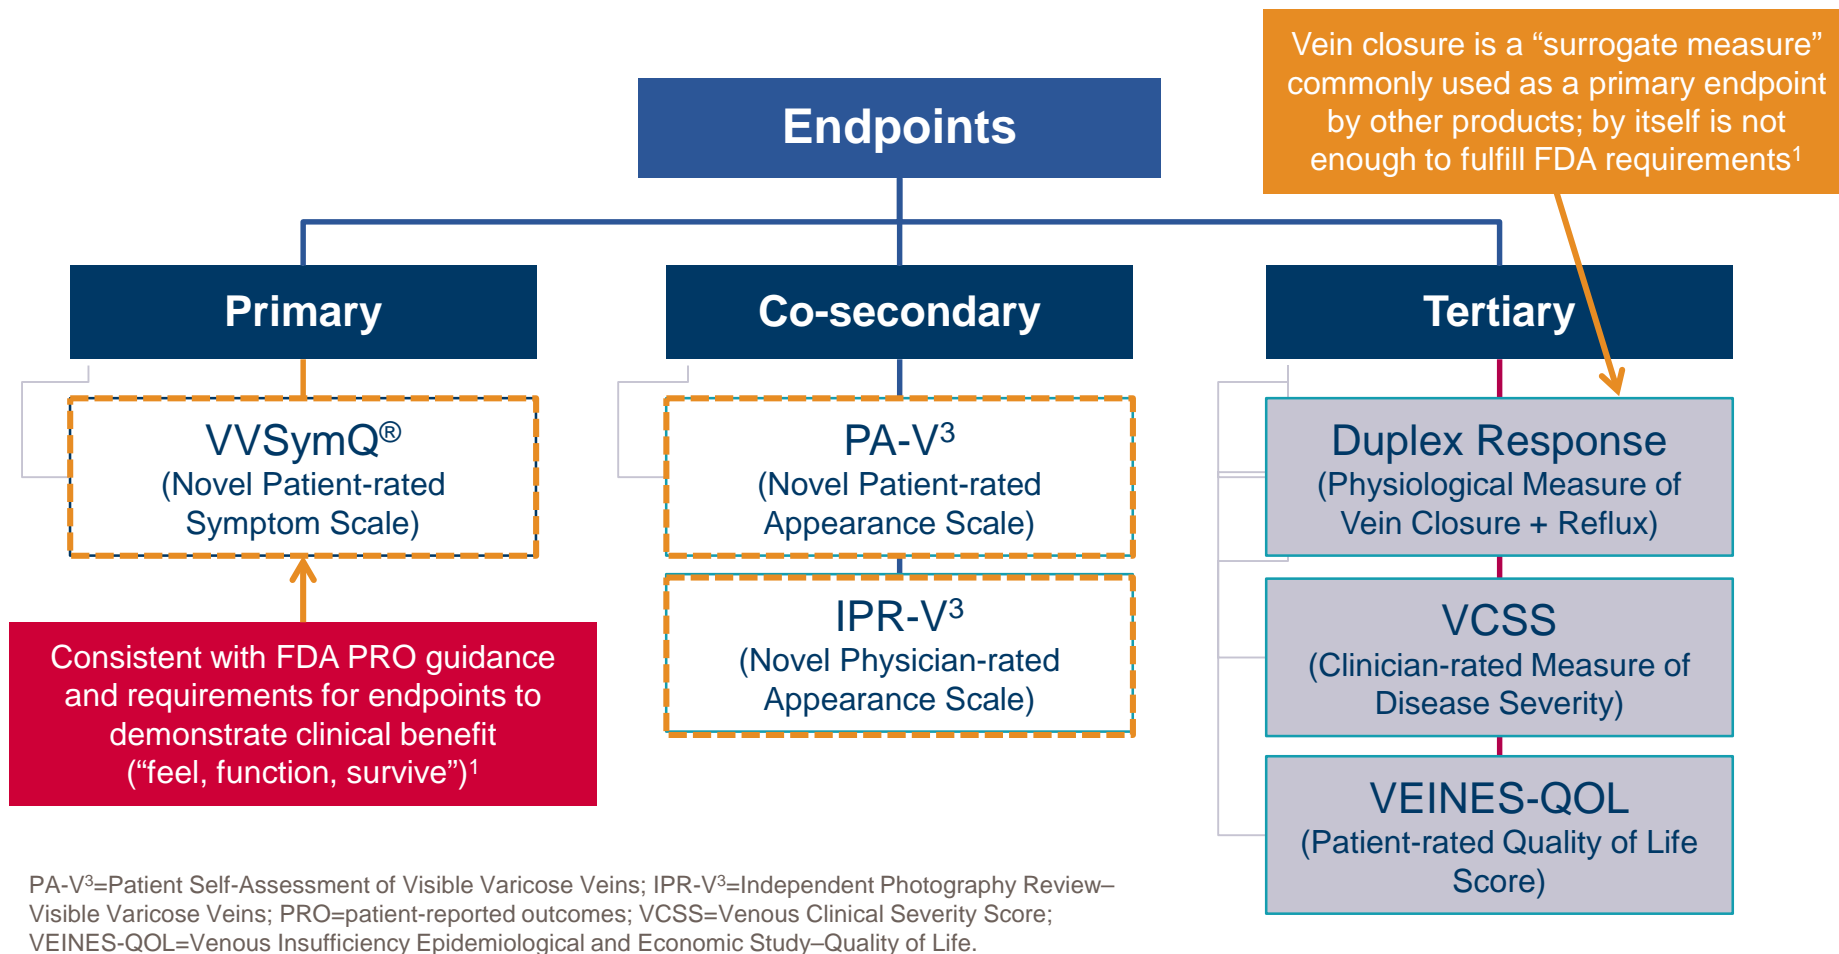 Vein closure is a “surrogate measure”
commonly used as a primary endpoint
by other products; by itself is not
enough to fulfill FDA requirements¹
Endpoints
Primary
Co-secondary
Tertiary
VVSymQ®
(Novel Patient-rated
Symptom Scale)
PA-V³
(Novel Patient-rated
Appearance Scale)
Duplex Response
(Physiological Measure of
Vein Closure + Reflux)
IPR-V³
(Novel Physician-rated
Appearance Scale)
VCSS
(Clinician-rated Measure of
Disease Severity)
Consistent with FDA PRO guidance
and requirements for endpoints to
demonstrate clinical benefit
(“feel, function, survive”)¹
VEINES-QOL
(Patient-rated Quality of Life
Score)
PA-V³=Patient Self-Assessment of Visible Varicose Veins; IPR-V³=Independent Photography Review–
Visible Varicose Veins; PRO=patient-reported outcomes; VCSS=Venous Clinical Severity Score;
VEINES-QOL=Venous Insufficiency Epidemiological and Economic Study–Quality of Life.